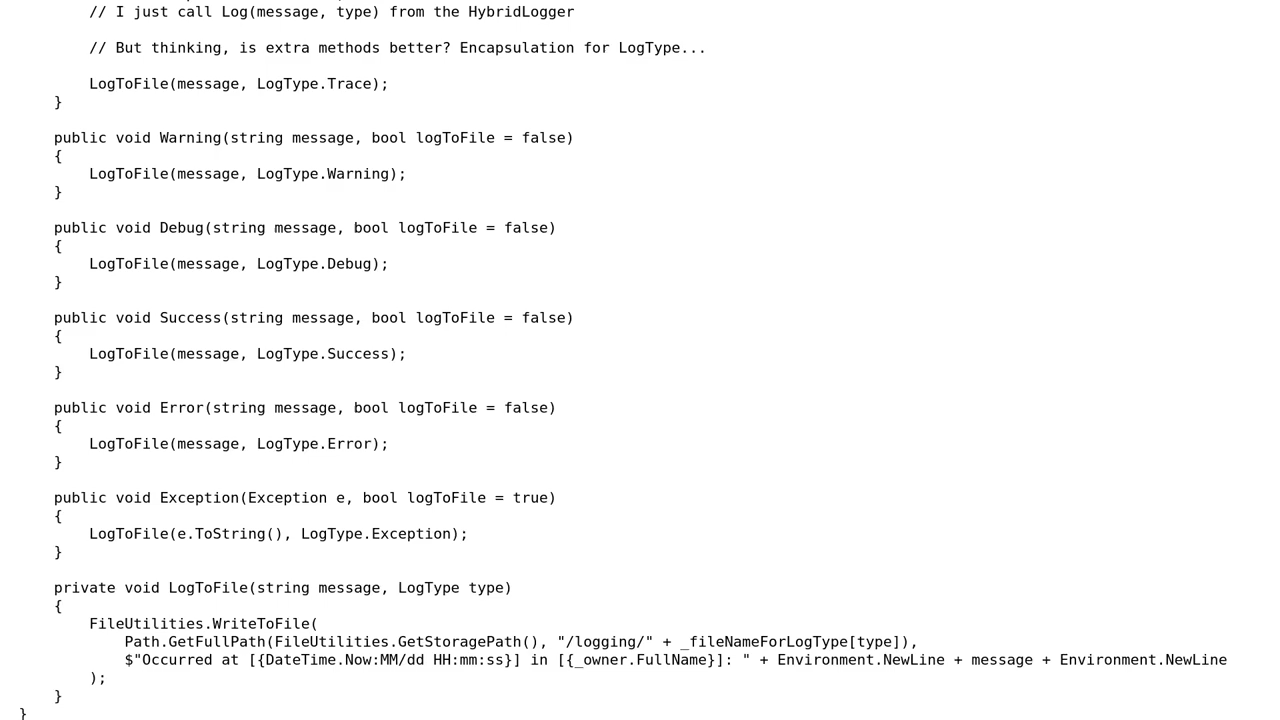 // I just call Log(message, type) from the HybridLogger
// But thinking, is extra methods better? Encapsulation for LogType...
LogToFile(message, LogType.Trace);
}
public void Warning(string message, bool logToFile = false)
{
LogToFile(message, LogType.Warning);
}
public void Debug(string message, bool logToFile = false)
{
LogToFile(message, LogType.Debug);
}
public void Success(string message, bool logToFile = false)
{
LogToFile(message, LogType.Success);
}
public void Error(string message, bool logToFile = false)
{
LogToFile(message, LogType.Error);
}
public void Exception(Exception e, bool logToFile = true)
{
LogToFile(e.ToString(), LogType.Exception);
}
private void LogToFile(string message, LogType type)
{
FileUtilities.WriteToFile(
Path.GetFullPath(FileUtilities.GetStoragePath(), "/logging/" + _fileNameForLogType[type]),
$"Occurred at [{DateTime.Now:MM/dd HH:mm:ss}] in [{_owner.FullName}]: " + Environment.NewLine + message + Environment.NewLine
);
}
}